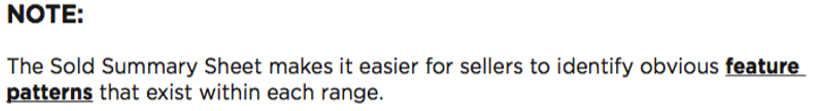 NOTE:
The Sold Summary Sheet makes it easier for sellers to identify obvious feature
patterns that exist within each range.